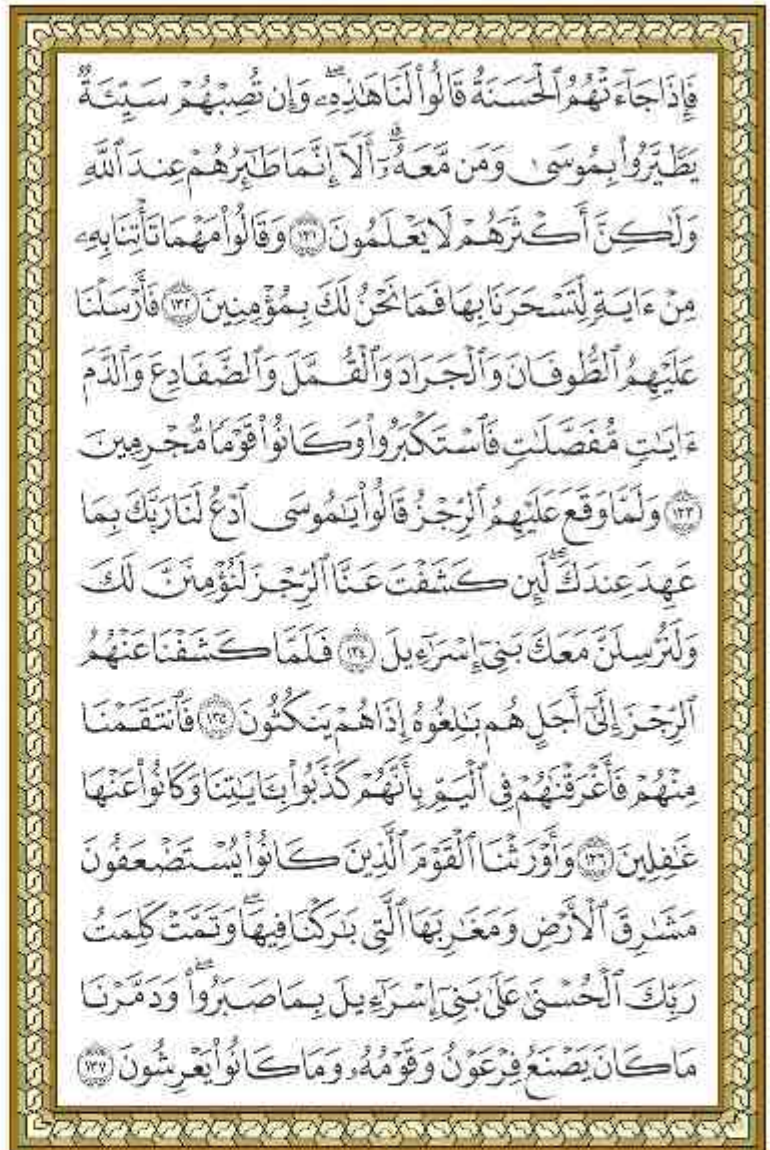 فَإِذَا جَآءَتْهُمُ ٱلْحَسَنَةُ قَالُوا۟ لَنَا هَـٰذِهِۦ ۖ وَإِن تُصِبْهُمْ سَيِّئَةٌ
يَطَّيَّرُوا۟ بِمُوسَىٰ وَمَن مَّعَهُۥٓ ۗ أَلَآ إِنَّمَا طَـٰٓئِرُهُمْ عِندَ ٱللَّهِ
وَلَـٰكِنَّ أَكْثَرَهُمْ لَا يَعْلَمُونَ ١٣١ وَقَالُوا۟ مَهْمَا تَأْتِنَا بِهِۦ
مِنْ ءَايَةٍ لِّتَسْحَرَنَا بِهَا فَمَا نَحْنُ لَكَ بِمُؤْمِنِينَ ١٣٢ فَأَرْسَلْنَا
عَلَيْهِمُ ٱلطُّوفَانَ وَٱلْجَرَادَ وَٱلْقُمَّلَ وَٱلضَّفَادِعَ وَٱلدَّمَ
ءَايَـٰتٍ مُّفَصَّلَـٰتٍ فَٱسْتَكْبَرُوا۟ وَكَانُوا۟ قَوْمًا مُّجْرِمِينَ
١٣٣ وَلَمَّا وَقَعَ عَلَيْهِمُ ٱلرِّجْزُ قَالُوا۟ يَـٰمُوسَى ٱدْعُ لَنَا رَبَّكَ بِمَا
عَهِدَ عِندَكَ ۖ لَئِن كَشَفْتَ عَنَّا ٱلرِّجْزَ لَنُؤْمِنَنَّ لَكَ
وَلَنُرْسِلَنَّ مَعَكَ بَنِىٓ إِسْرَٰٓءِيلَ ١٣٤ فَلَمَّا كَشَفْنَا عَنْهُمُ
ٱلرِّجْزَ إِلَىٰٓ أَجَلٍ هُم بَـٰلِغُوهُ إِذَا هُمْ يَنكُثُونَ ١٣٥ فَٱنتَقَمْنَا
مِنْهُمْ فَأَغْرَقْنَـٰهُمْ فِى ٱلْيَمِّ بِأَنَّهُمْ كَذَّبُوا۟ بِـَٔايَـٰتِنَا وَكَانُوا۟ عَنْهَا
غَـٰفِلِينَ ١٣٦ وَأَوْرَثْنَا ٱلْقَوْمَ ٱلَّذِينَ كَانُوا۟ يُسْتَضْعَفُونَ
مَشَـٰرِقَ ٱلْأَرْضِ وَمَغَـٰرِبَهَا ٱلَّتِى بَـٰرَكْنَا فِيهَا ۖ وَتَمَّتْ كَلِمَتُ
رَبِّكَ ٱلْحُسْنَىٰ عَلَىٰ بَنِىٓ إِسْرَٰٓءِيلَ بِمَا صَبَرُوا۟ ۖ وَدَمَّرْنَا
مَا كَانَ يَصْنَعُ فِرْعَوْنُ وَقَوْمُهُۥ وَمَا كَانُوا۟ يَعْرِشُونَ ١٣٧